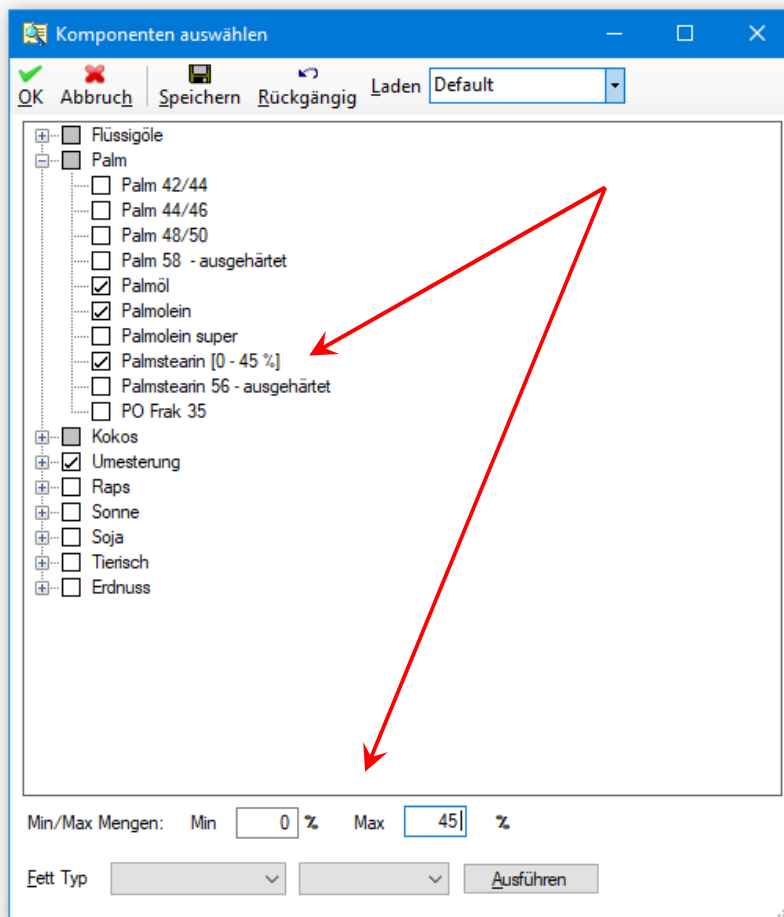 Komponenten auswählen
OK Abbruch Speichern Rückgängig Laden Default
Flüssigöle
Palm
Palm 42/44
Palm 44/46
Palm 48/50
Palm 58 - ausgehärtet
Palmöl
Palmolein
Palmolein super
Palmstearin [0 - 45 %]
Palmstearin 56 - ausgehärtet
PO Frak 35
Kokos
Umesterung
Raps
Sonne
Soja
Tierisch
Erdnuss
Min/Max Mengen: Min 0 % Max 45 %
Fett Typ Ausführen